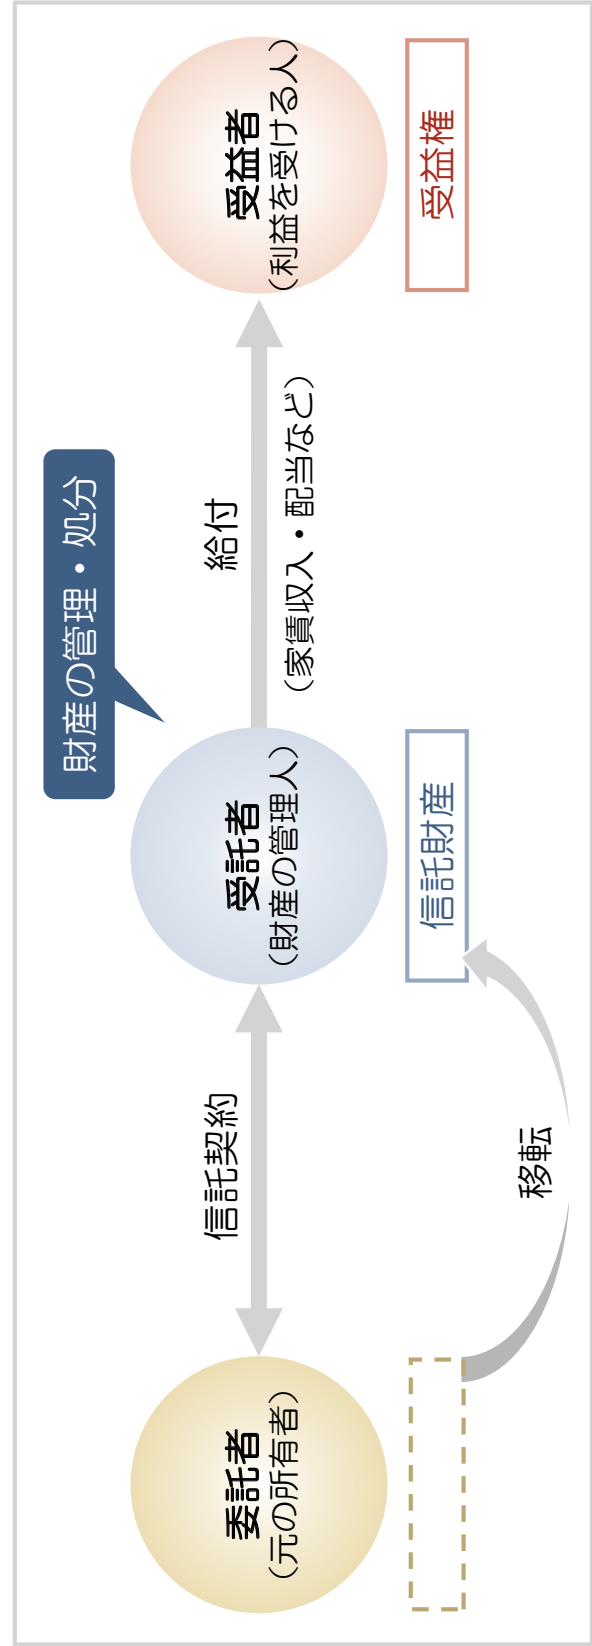 財産の管理・処分
委託者
（元の所有者）
信託契約
受託者
（財産の管理人）
給付
（家賃収入・配当など）
受益者
（利益を受ける人）
移転
信託財産
受益権